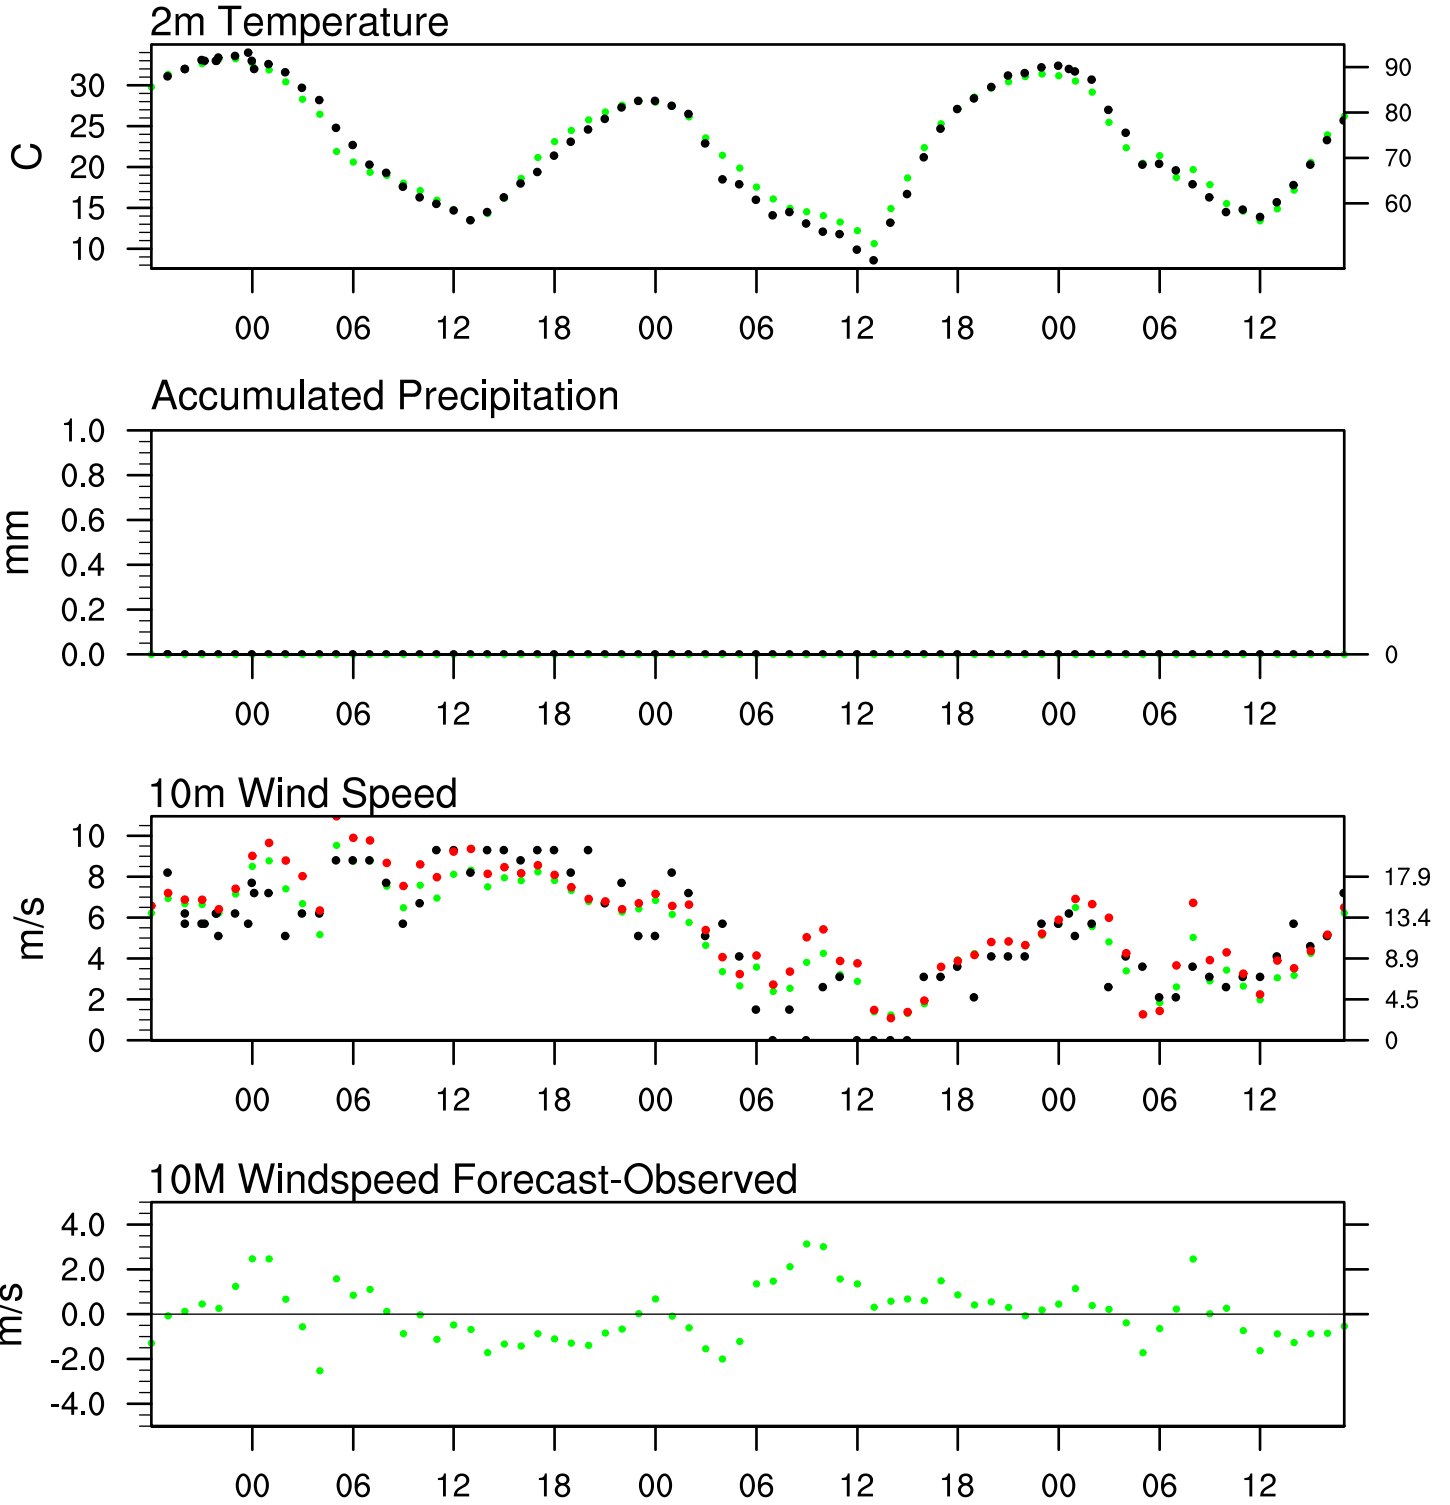 2m Temperature
30
25
20
15
10
C
90
80
70
60
00 06 12 18 00 06 12 18 00 06 12
Accumulated Precipitation
1.0
0.8
0.6
0.4
0.2
0.0
mm
0
00 06 12 18 00 06 12 18 00 06 12
10m Wind Speed
10
8
6
4
2
0
m/s
17.9
13.4
8.9
4.5
0
00 06 12 18 00 06 12 18 00 06 12
10M Windspeed Forecast-Observed
4.0
2.0
0.0
-2.0
-4.0
m/s
00 06 12 18 00 06 12 18 00 06 12